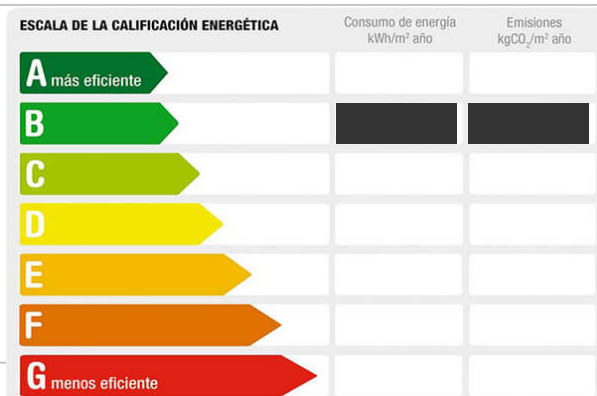 ESCALA DE LA CALIFICACIÓN ENERGÉTICA
Consumo de energía
kWh/m² año
Emisiones
kgCO₂/m² año
A más eficiente
B
C
D
E
F
G menos eficiente